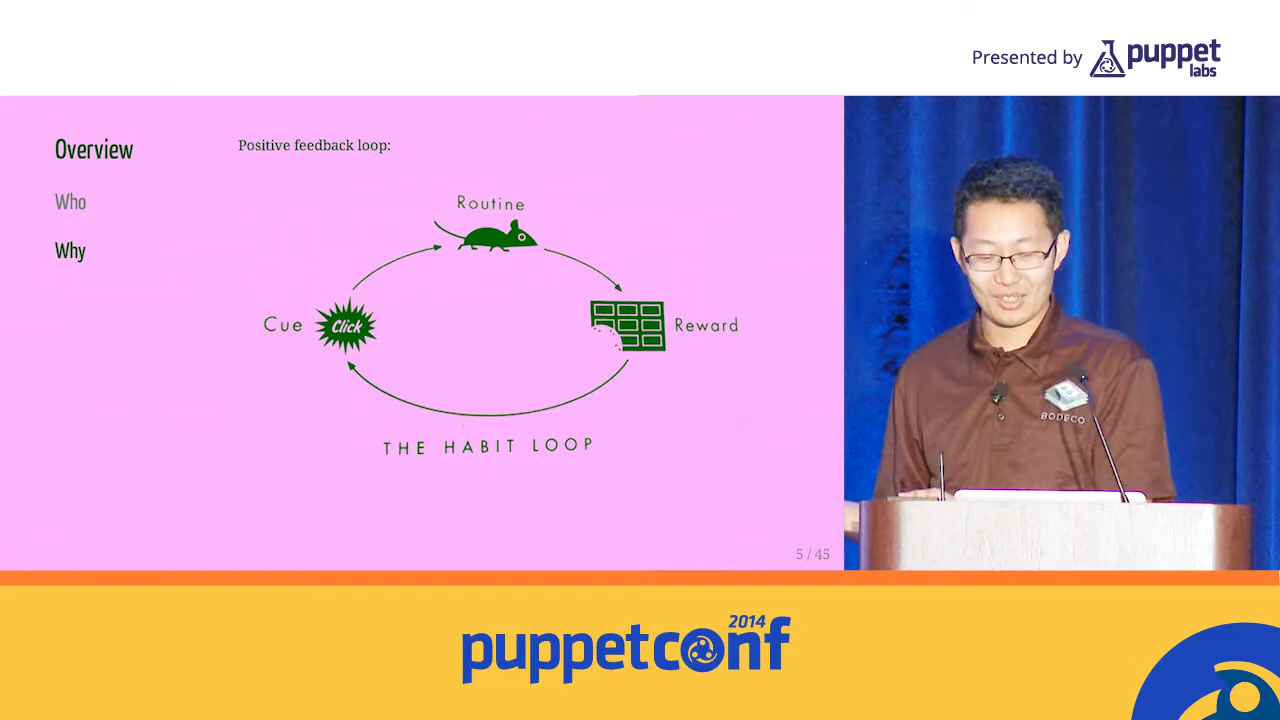 Presented by puppet labs
Overview
Who
Why
Positive feedback loop:
Routine
Cue
Click
Reward
THE HABIT LOOP
5 / 45
BODECO
2014
puppetconf